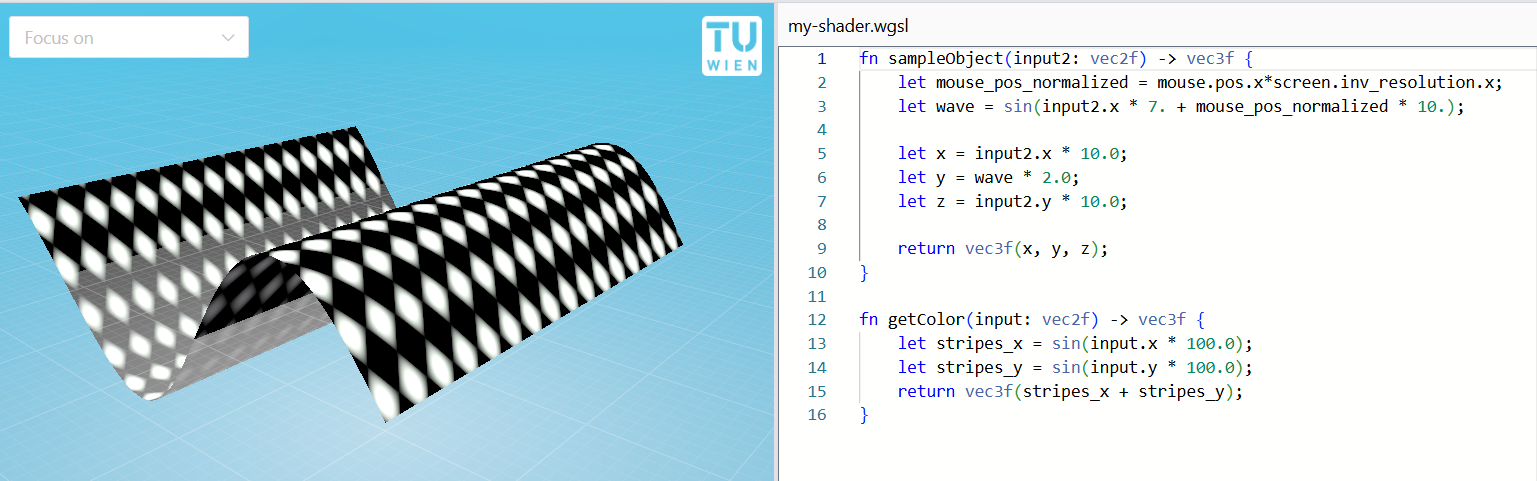 Focus on
TU
WIEN
my-shader.wgsl
1 fn sampleObject(input2: vec2f) -> vec3f {
2     let mouse_pos_normalized = mouse.pos.x*screen.inv_resolution.x;
3     let wave = sin(input2.x * 7. + mouse_pos_normalized * 10.);
4
5     let x = input2.x * 10.0;
6     let y = wave * 2.0;
7     let z = input2.y * 10.0;
8
9     return vec3f(x, y, z);
10 }
11
12 fn getColor(input: vec2f) -> vec3f {
13     let stripes_x = sin(input.x * 100.0);
14     let stripes_y = sin(input.y * 100.0);
15     return vec3f(stripes_x + stripes_y);
16 }